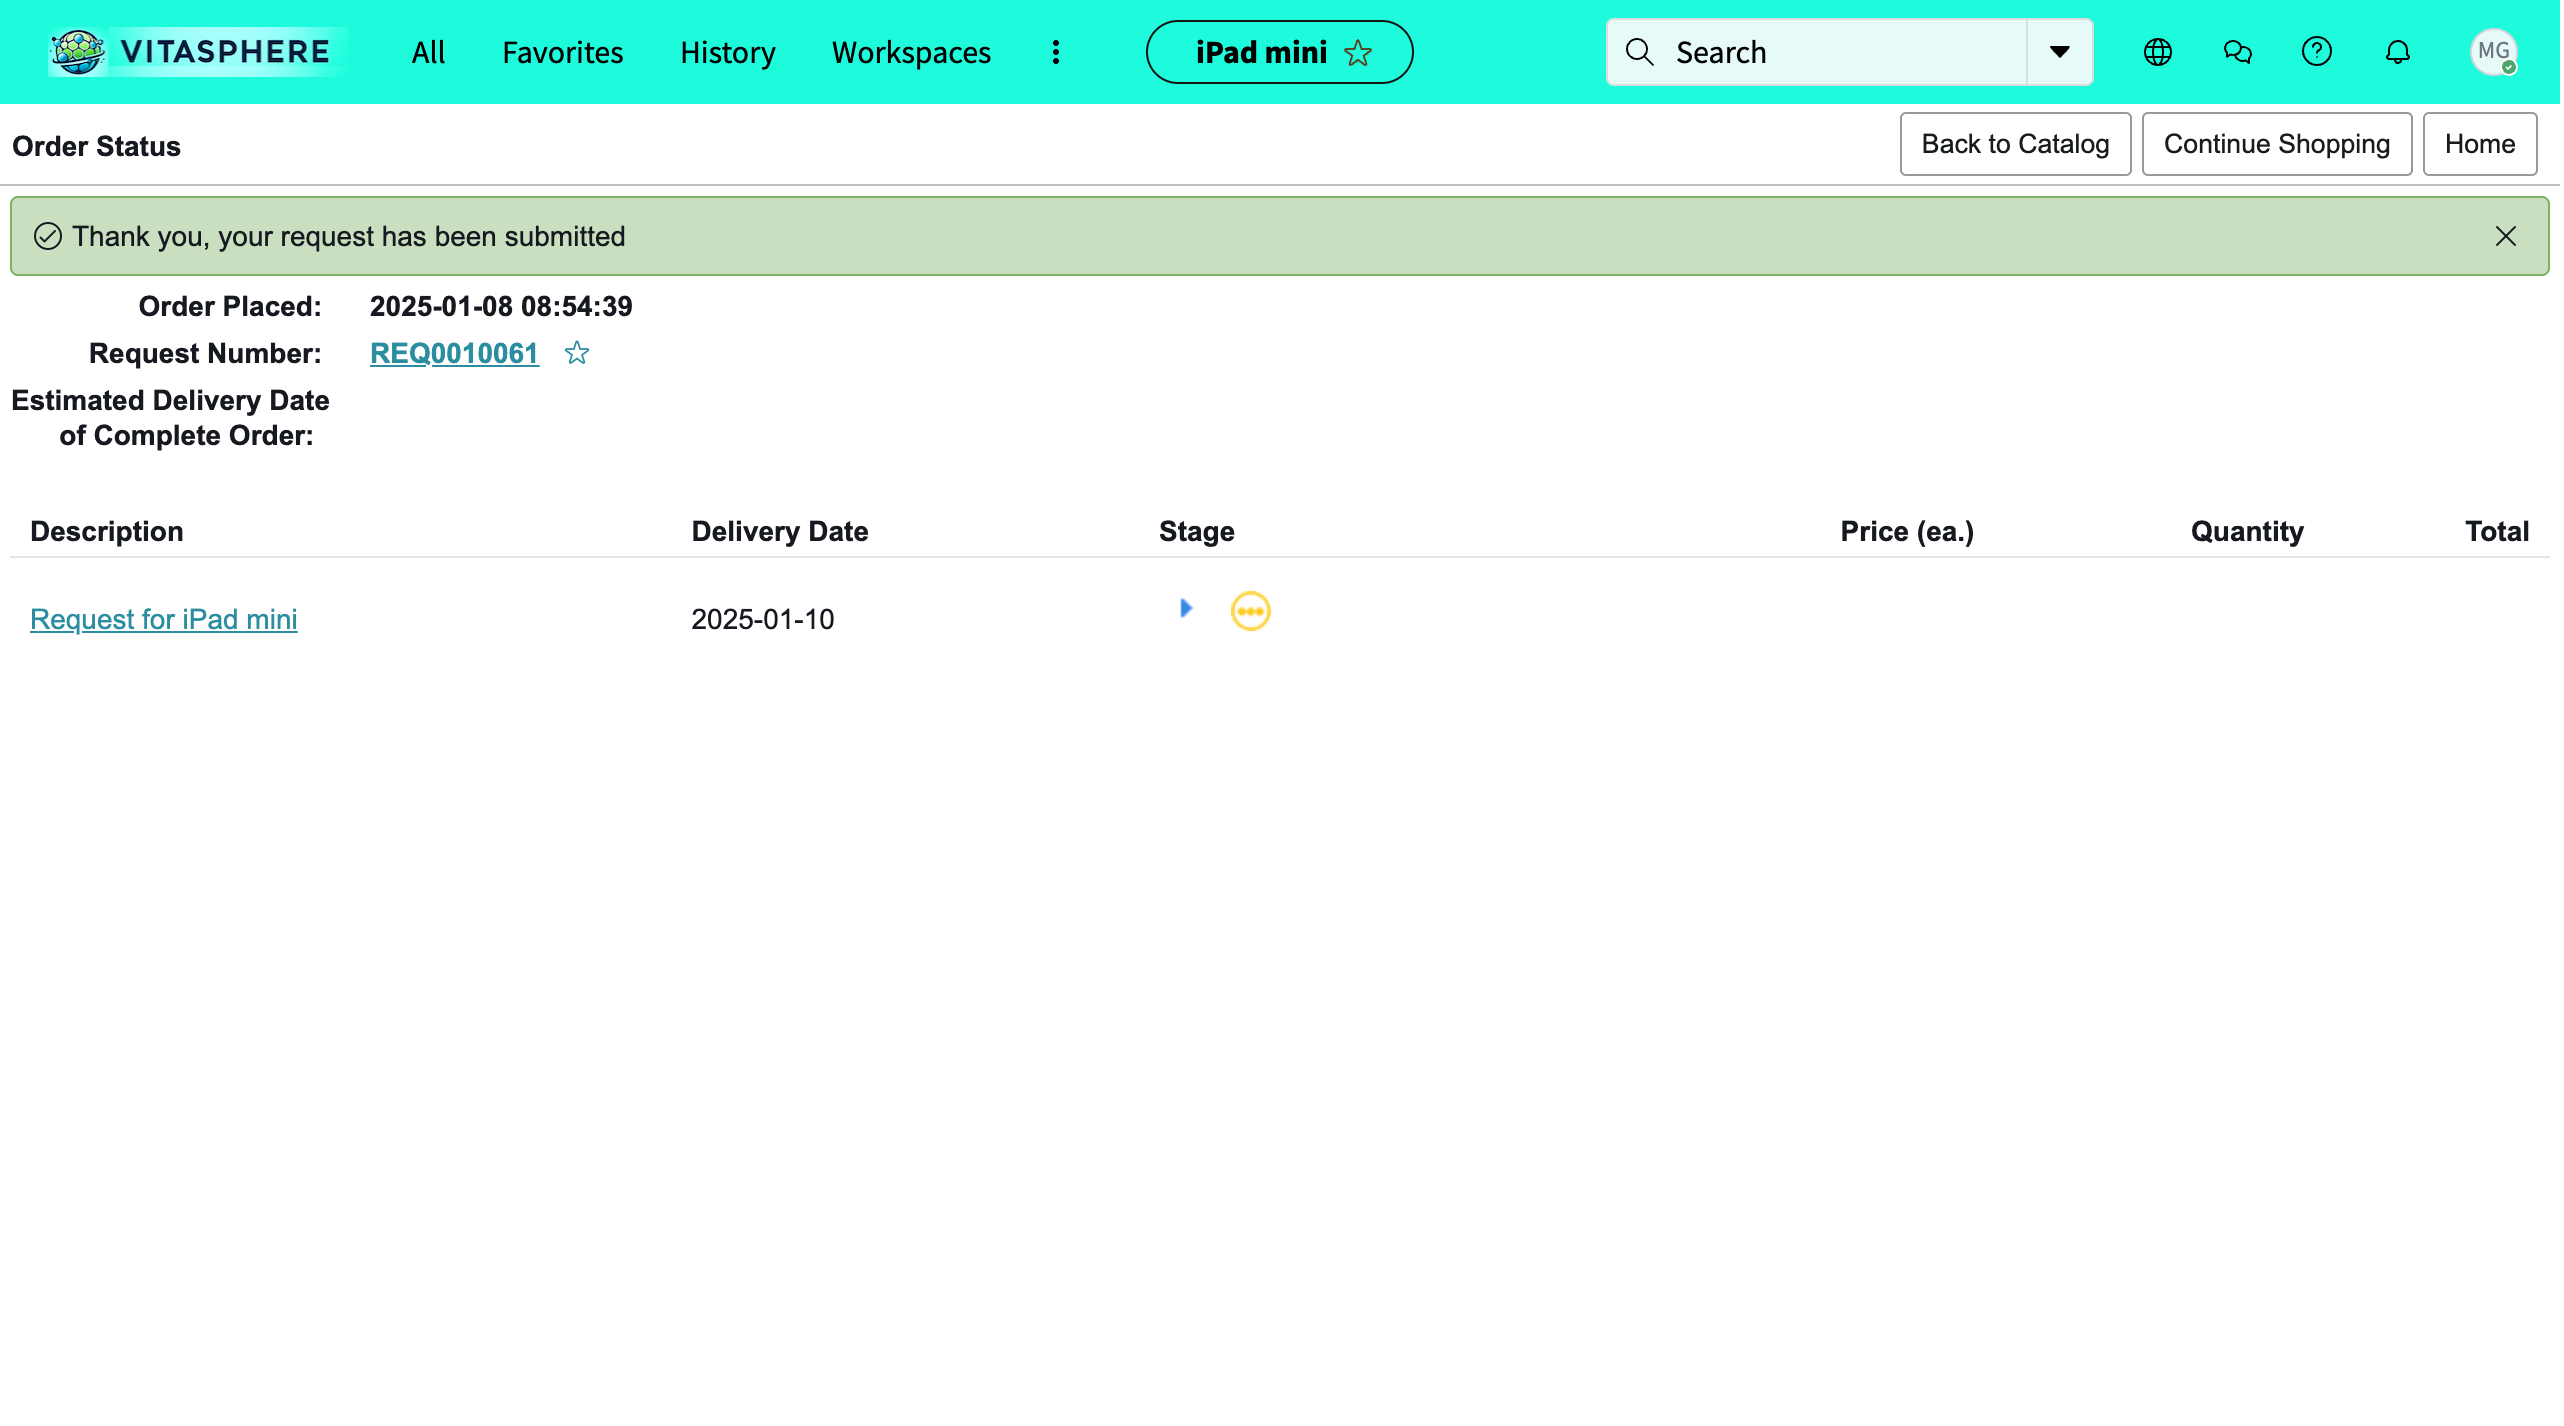 VITASPHERE All Favorites History Workspaces iPad mini Search MG
Order Status Back to Catalog Continue Shopping Home
Thank you, your request has been submitted
Order Placed: 2025-01-08 08:54:39
Request Number: REQ0010061
Estimated Delivery Date
of Complete Order:
Description Delivery Date Stage Price (ea.) Quantity Total
Request for iPad mini 2025-01-10